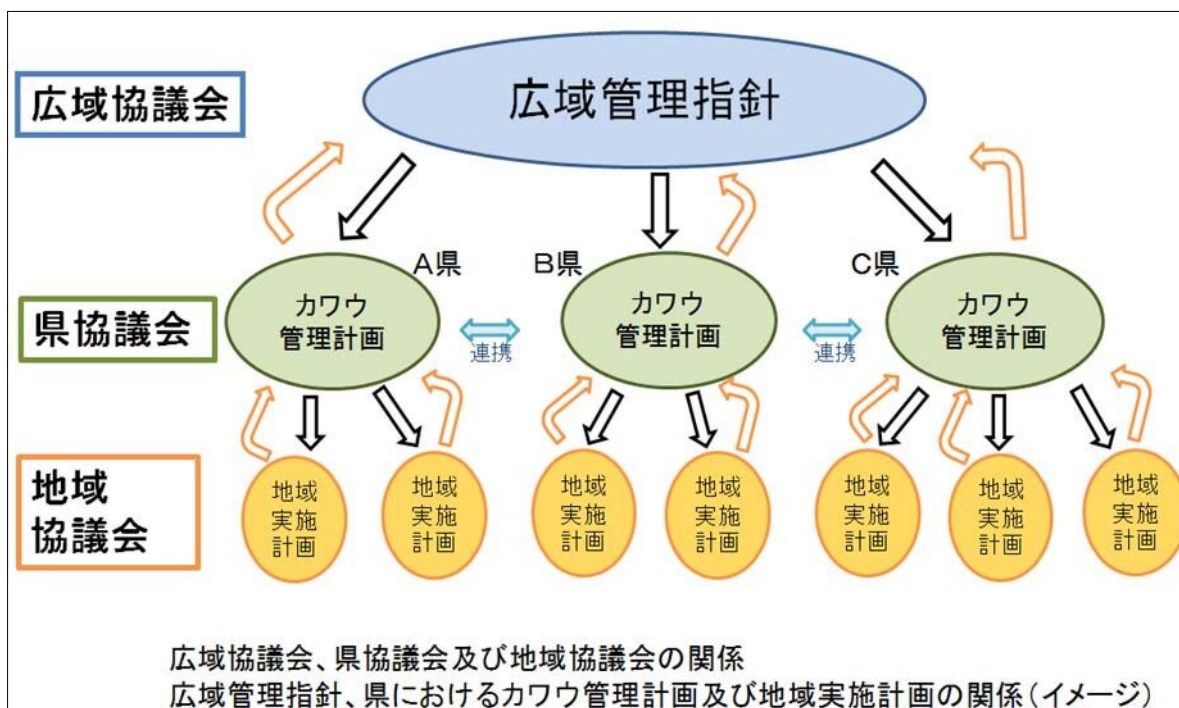 広域協議会
広域管理指針
A県
B県
C県
県協議会
カワウ
管理計画
連携
カワウ
管理計画
連携
カワウ
管理計画
地域
協議会
地域
実施
計画
地域
実施
計画
地域
実施
計画
地域
実施
計画
地域
実施
計画
地域
実施
計画
地域
実施
計画
広域協議会、県協議会及び地域協議会の関係
広域管理指針、県におけるカワウ管理計画及び地域実施計画の関係(イメージ)